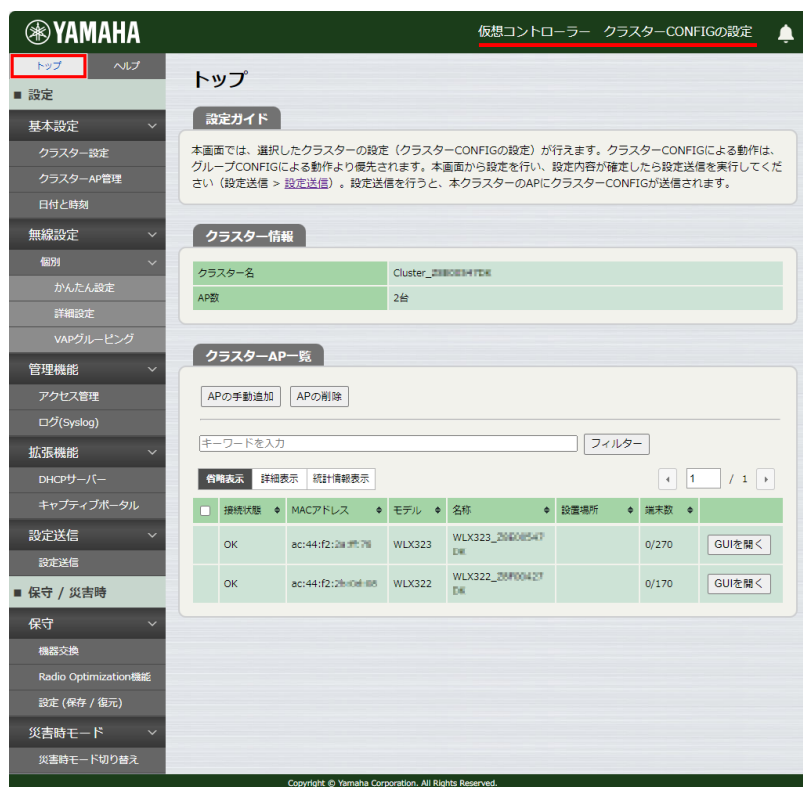 YAMAHA
仮想コントローラー クラスターCONFIGの設定
トップ ヘルプ
■ 設定
基本設定
クラスター設定
クラスターAP管理
日付と時刻
無線設定
個別
かんたん設定
詳細設定
VAPグルーピング
管理機能
アクセス管理
ログ(Syslog)
拡張機能
DHCPサーバー
キャプティブポータル
設定送信
設定送信
■ 保守 / 災害時
保守
機器交換
Radio Optimization機能
設定 (保存 / 復元)
災害時モード
災害時モード切り替え
トップ
設定ガイド
本画面では、選択したクラスターの設定（クラスターCONFIGの設定）が行えます。クラスターCONFIGによる動作は、
グループCONFIGによる動作より優先されます。本画面から設定を行い、設定内容が確定したら設定送信を実行してくだ
さい（設定送信 > 設定送信）。設定送信を行うと、本クラスターのAPにクラスターCONFIGが送信されます。
クラスター情報
クラスター名 Cluster_
AP数 2台
クラスターAP一覧
APの手動追加 APの削除
キーワードを入力 フィルター
省略表示 詳細表示 統計情報表示 1 / 1
接続状態 MACアドレス モデル 名称 設置場所 端末数
OK ac:44:f2: WLX323 WLX323_ 0/270 GUIを開く
OK ac:44:f2: WLX322 WLX322_ 0/170 GUIを開く
Copyright © Yamaha Corporation. All Rights Reserved.